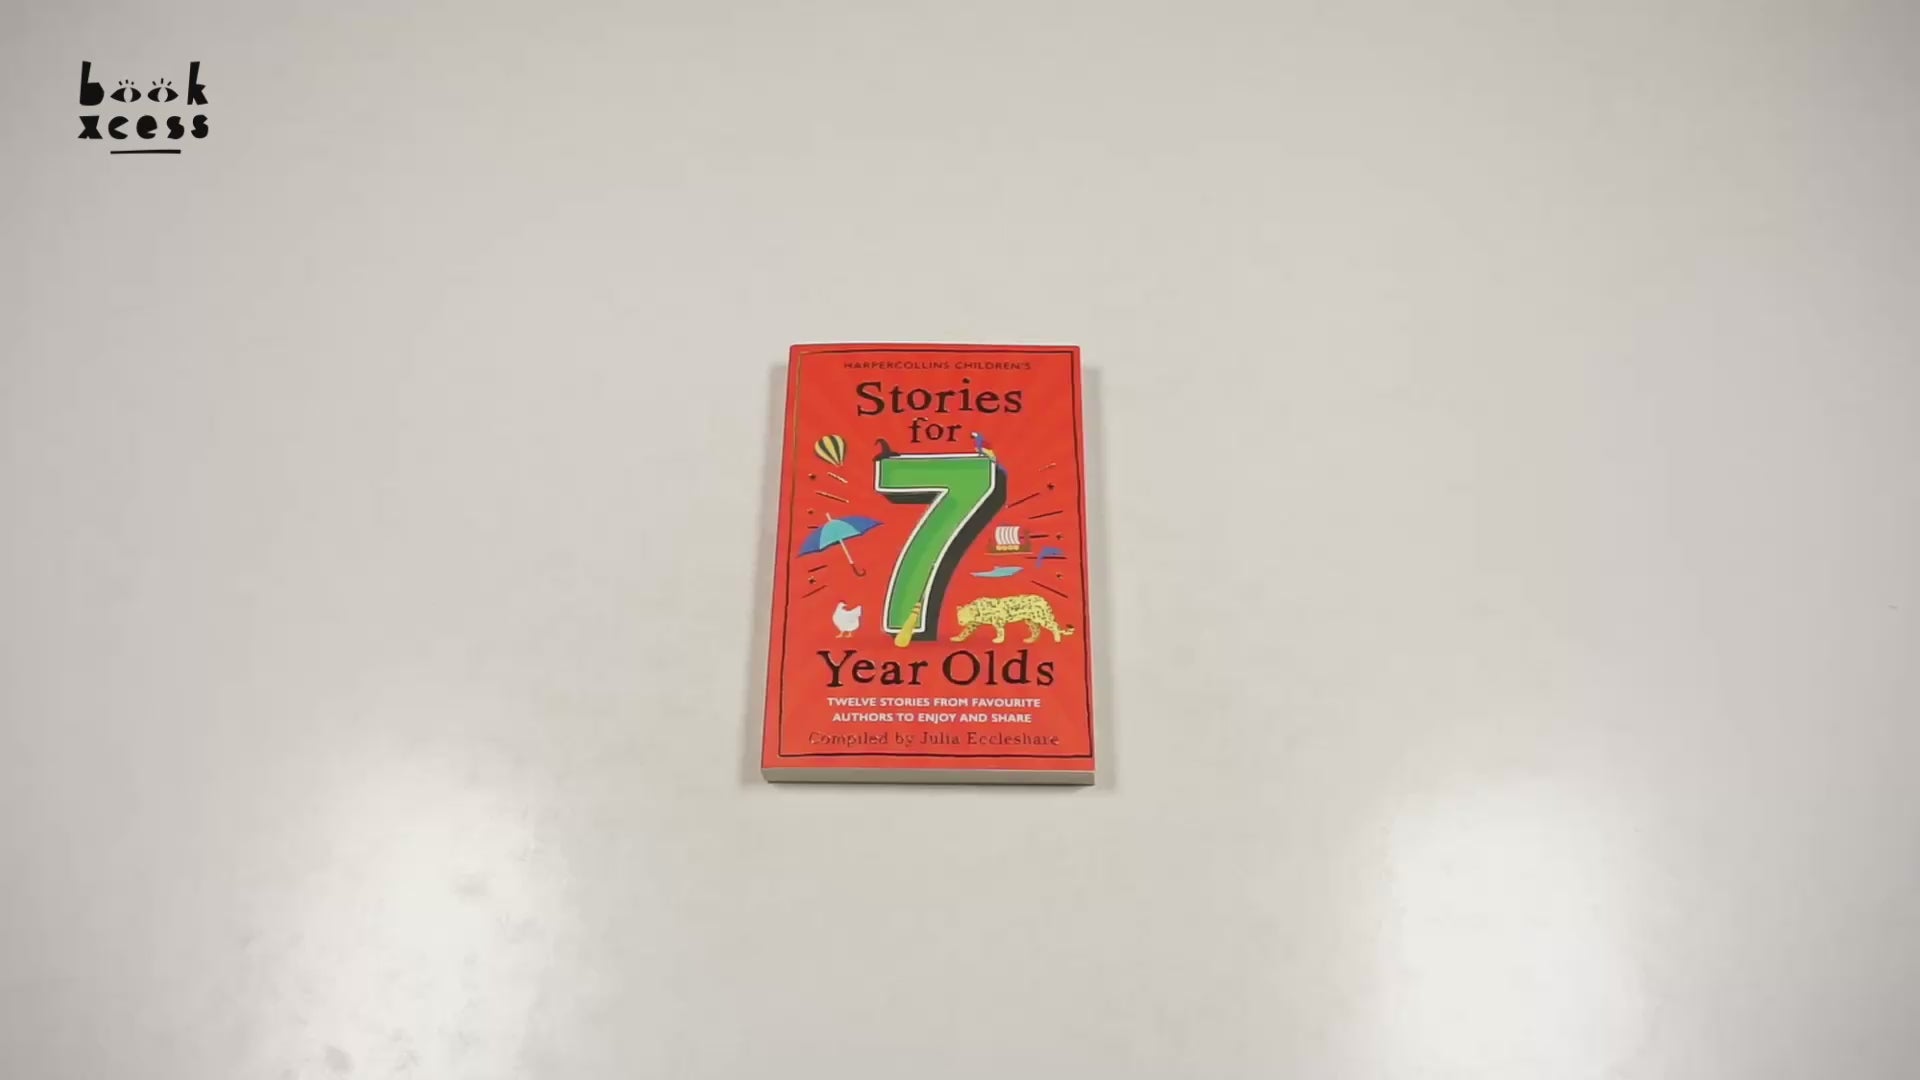 book
xcess
HARPERCOLLINS CHILDREN'S
Stories
for
7
Year Olds
TWELVE STORIES FROM FAVOURITE
AUTHORS TO ENJOY AND SHARE
Compiled by Julia Eccleshare